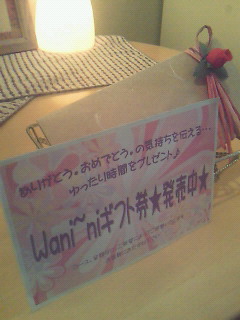 ありがとう。おめでとう。の気持ちを伝える…
ゆったり時間をプレゼント♪
Wani~niギフト券★発売中★